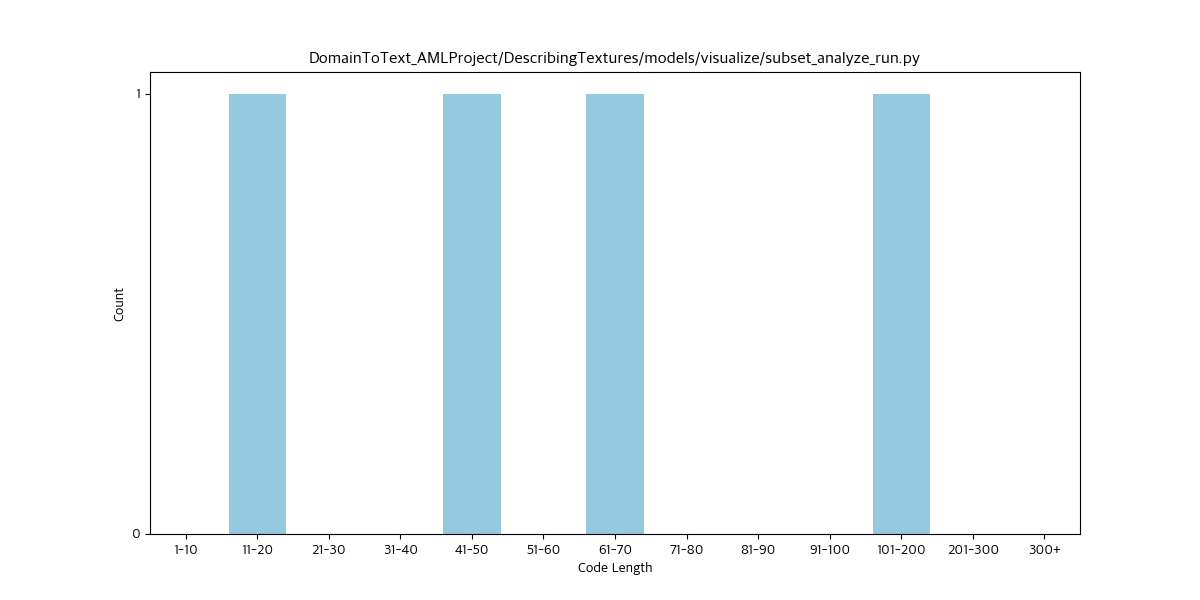 DomainToText_AMLProject/DescribingTextures/models/visualize/subset_analyze_run.py
1
Count
0
1-10 11-20 21-30 31-40 41-50 51-60 61-70 71-80 81-90 91-100 101-200 201-300 300+
Code Length